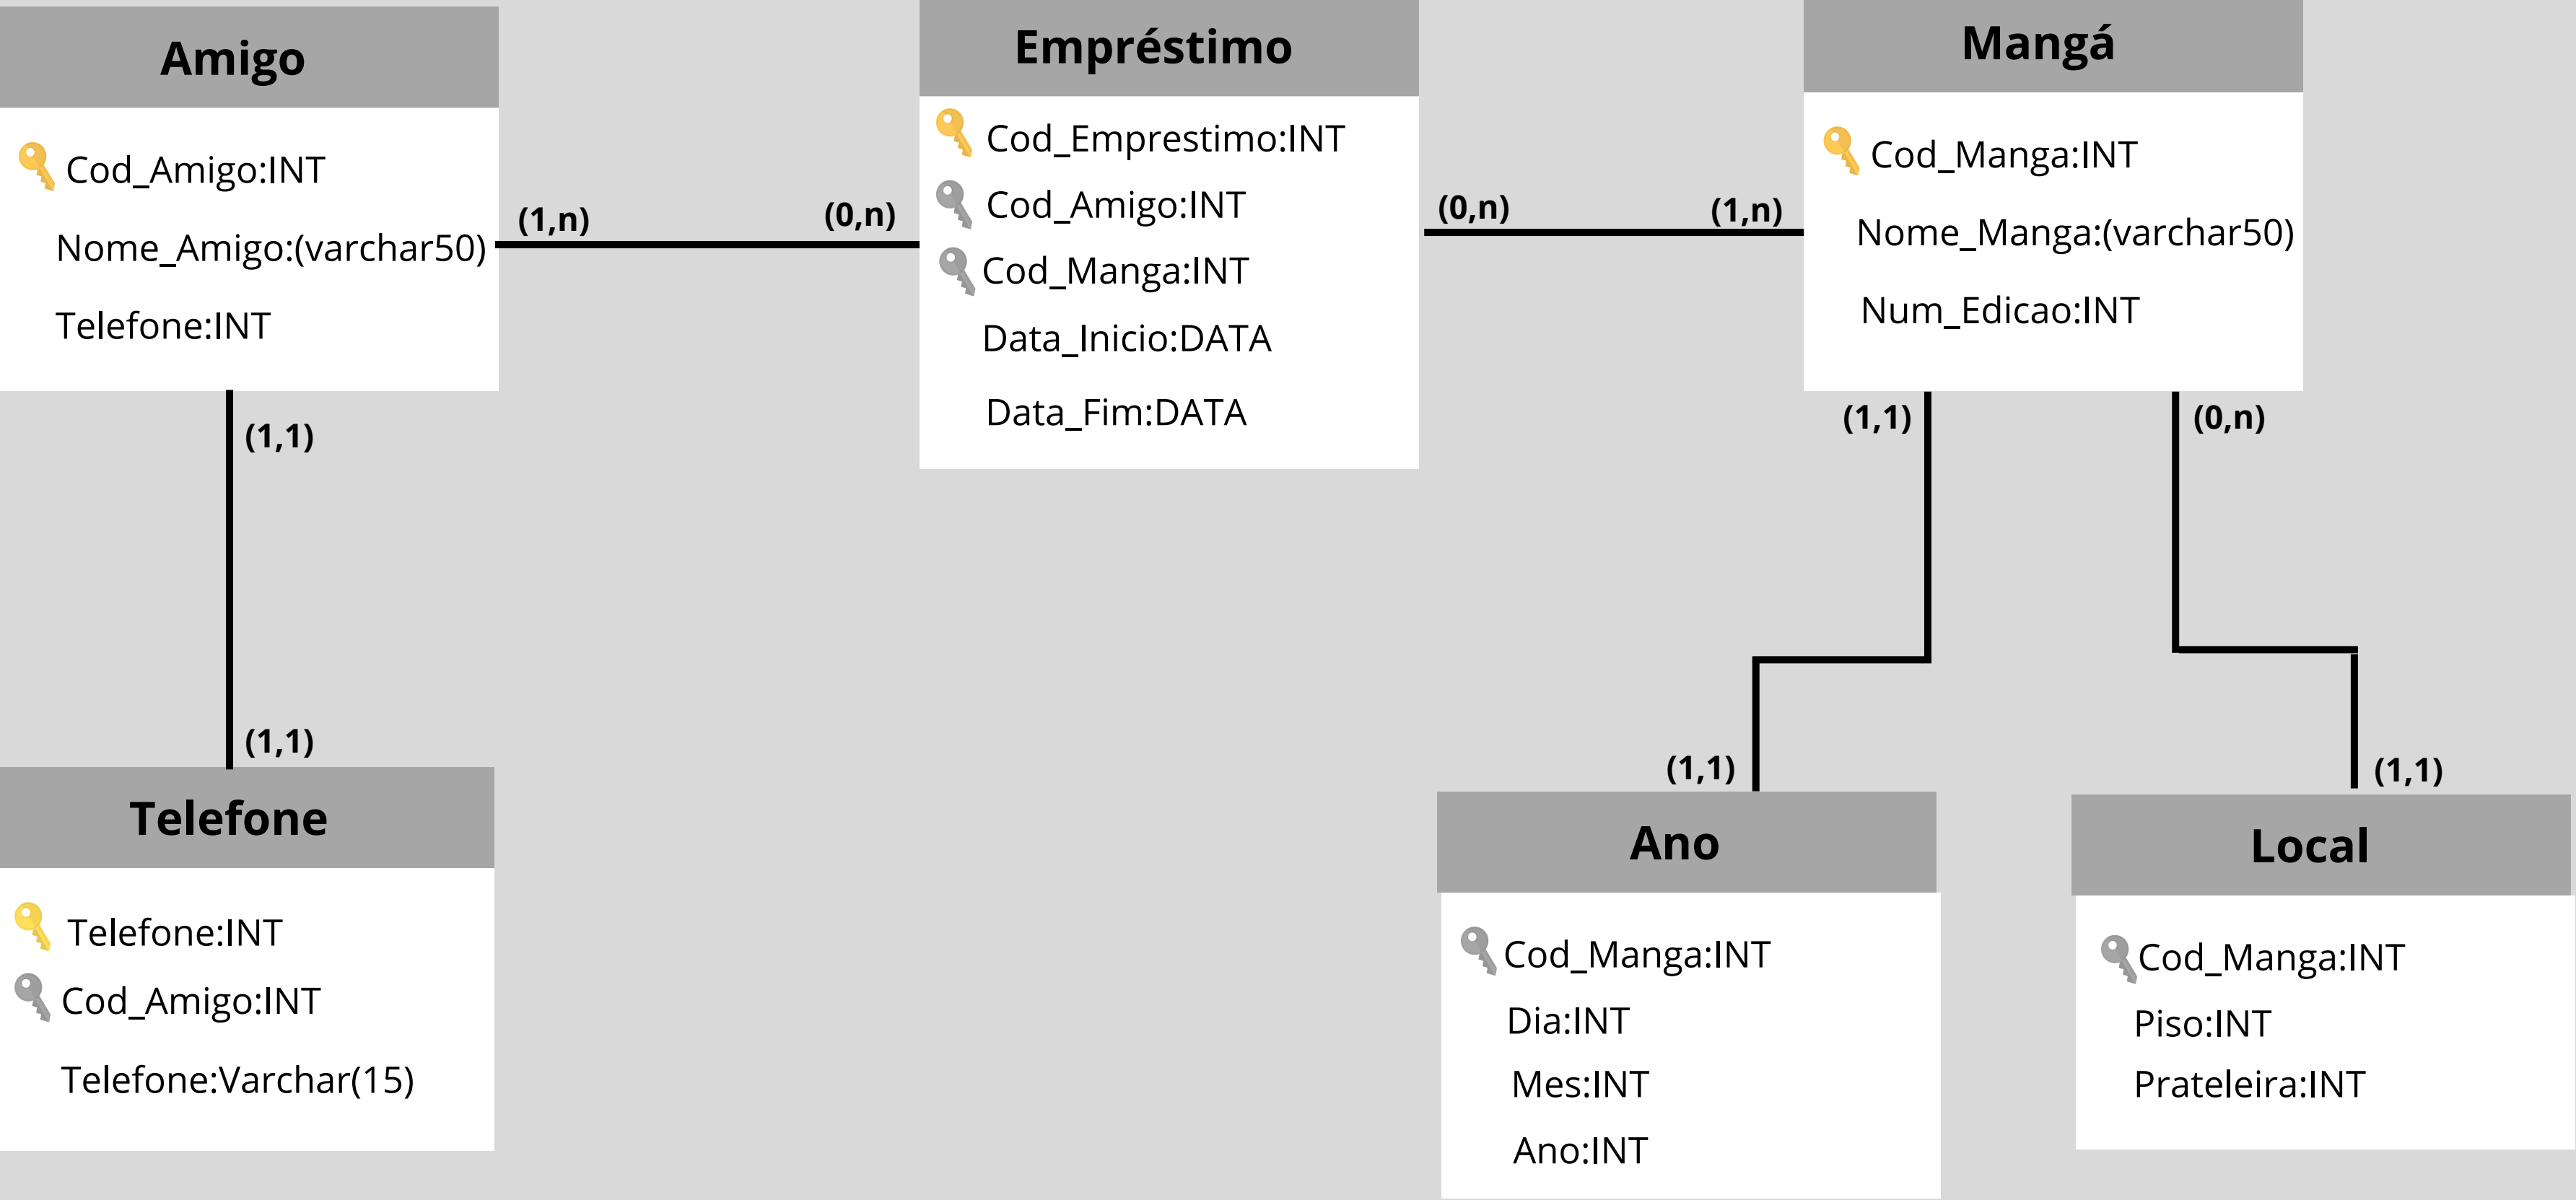 Amigo
Cod_Amigo:INT
Nome_Amigo:(varchar50)
Telefone:INT
(1,n)
(0,n)
Empréstimo
Cod_Emprestimo:INT
Cod_Amigo:INT
Cod_Manga:INT
Data_Inicio:DATA
Data_Fim:DATA
(0,n)
(1,n)
Mangá
Cod_Manga:INT
Nome_Manga:(varchar50)
Num_Edicao:INT
(1,1)
(1,1)
Telefone
Telefone:INT
Cod_Amigo:INT
Telefone:Varchar(15)
(1,1)
(1,1)
Ano
Cod_Manga:INT
Dia:INT
Mes:INT
Ano:INT
(0,n)
(1,1)
Local
Cod_Manga:INT
Piso:INT
Prateleira:INT